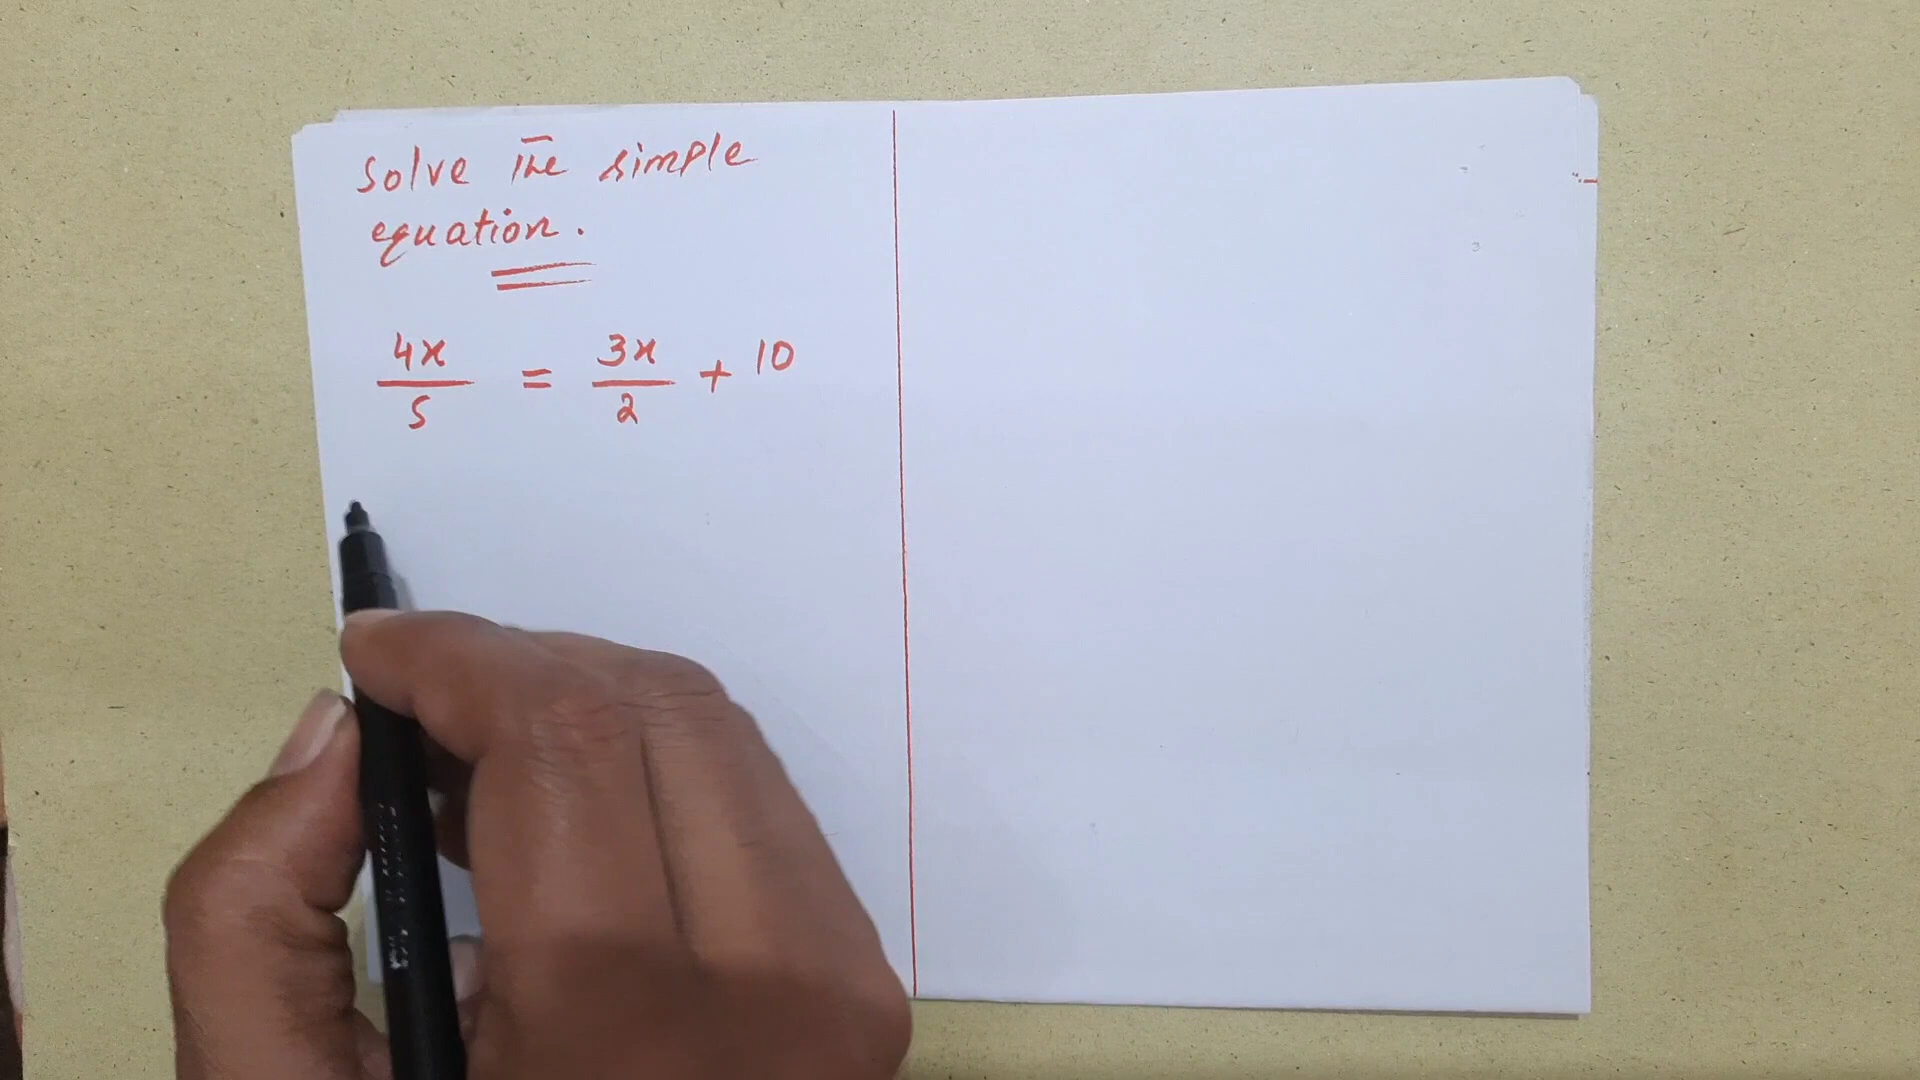 Solve the simple
equation.
4x/5 = 3x/2 + 10